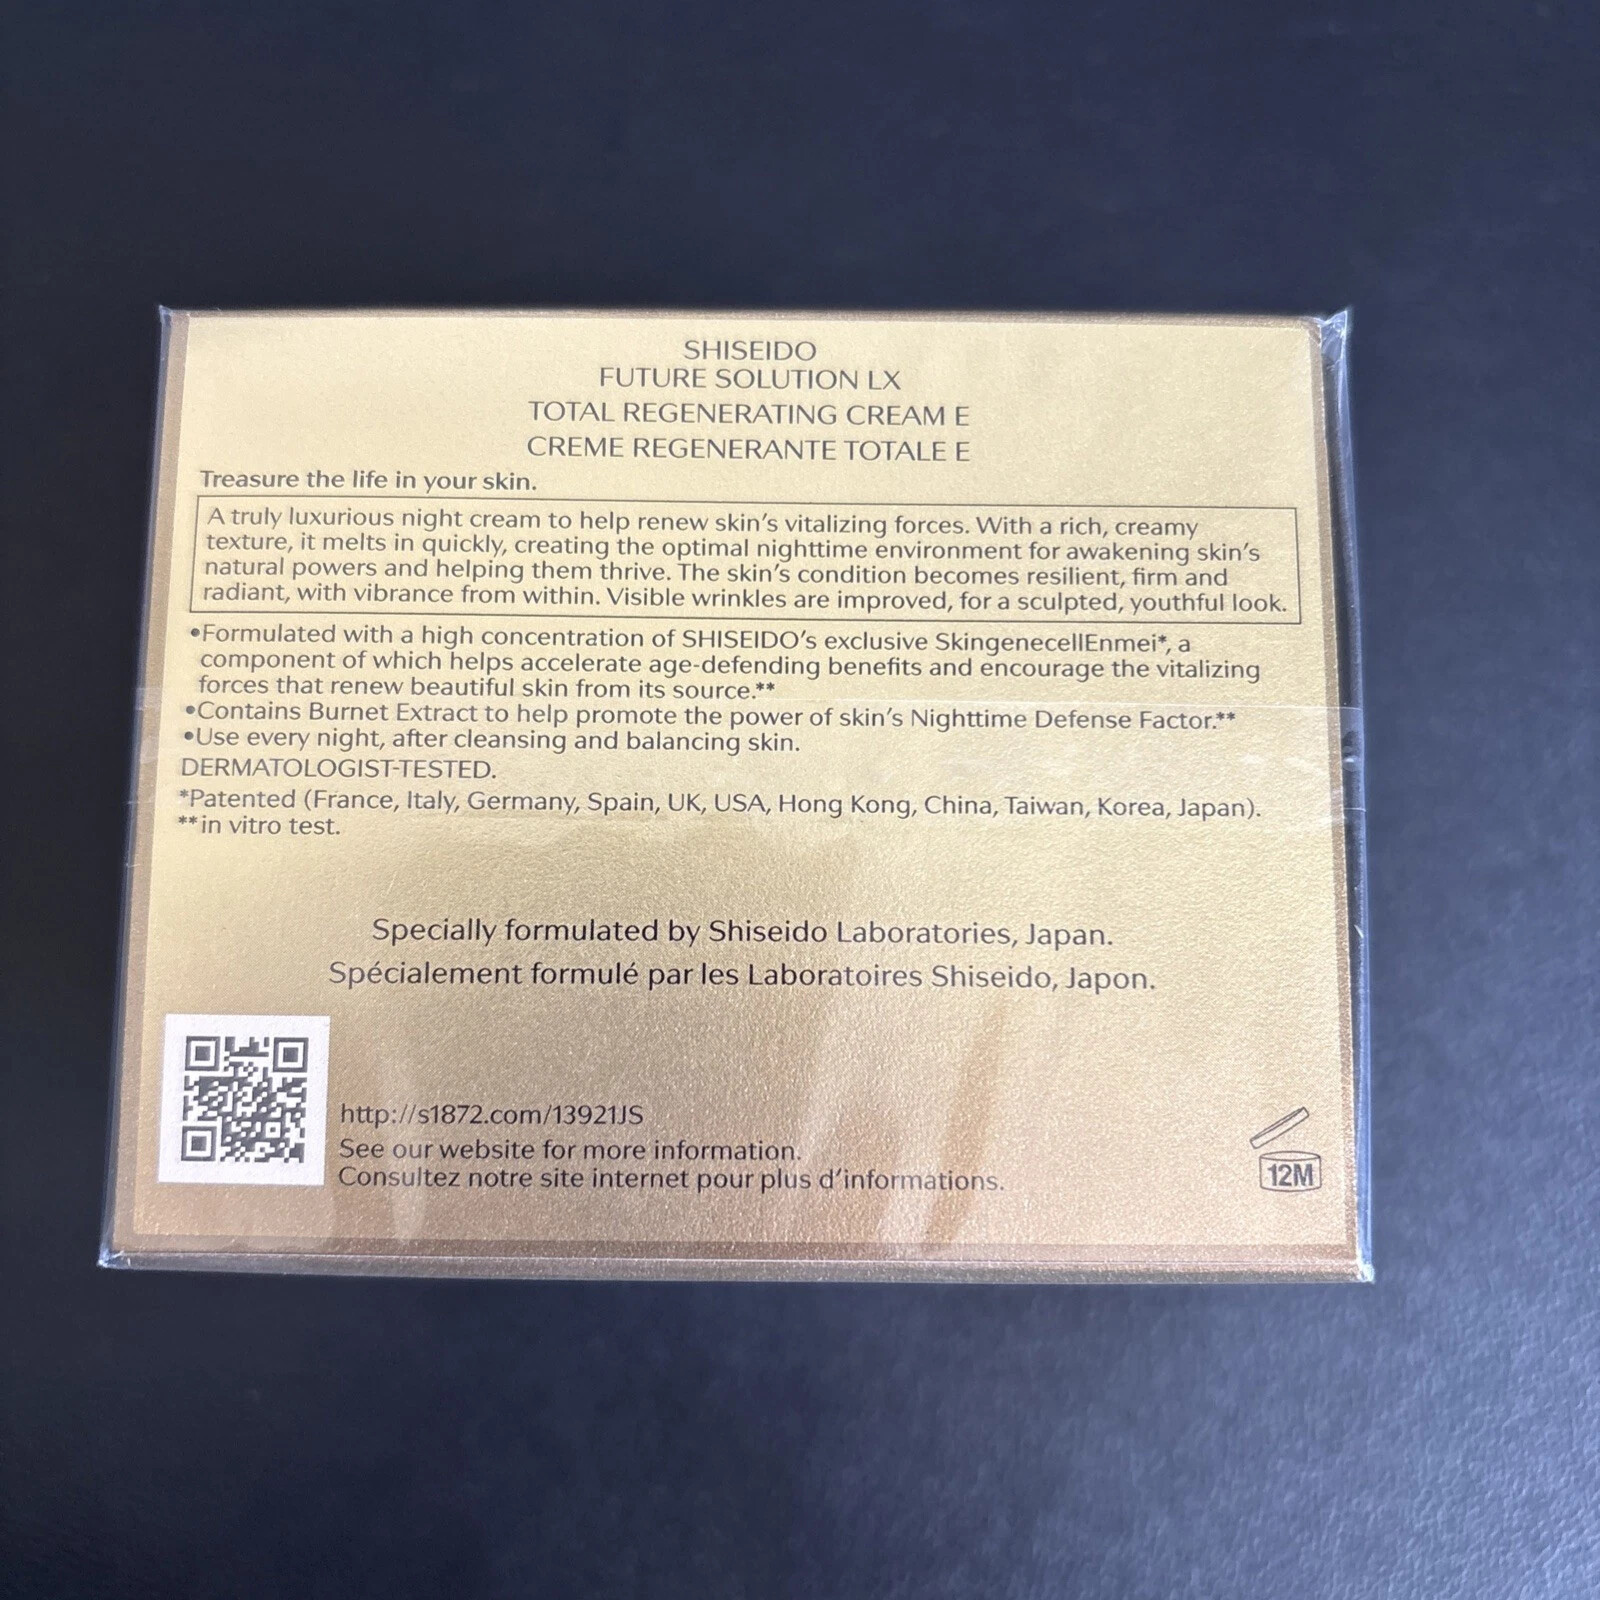 SHISEIDO
FUTURE SOLUTION LX
TOTAL REGENERATING CREAM E
CREME REGENERANTE TOTALE E
Treasure the life in your skin.
A truly luxurious night cream to help renew skin's vitalizing forces. With a rich, creamy
texture, it melts in quickly, creating the optimal nighttime environment for awakening skin's
natural powers and helping them thrive. The skin's condition becomes resilient, firm and
radiant, with vibrance from within. Visible wrinkles are improved, for a sculpted, youthful look.
•Formulated with a high concentration of SHISEIDO's exclusive SkingenecellEnmei*, a
component of which helps accelerate age-defending benefits and encourage the vitalizing
forces that renew beautiful skin from its source.**
•Contains Burnet Extract to help promote the power of skin's Nighttime Defense Factor.**
•Use every night, after cleansing and balancing skin.
DERMATOLOGIST-TESTED.
*Patented (France, Italy, Germany, Spain, UK, USA, Hong Kong, China, Taiwan, Korea, Japan).
**in vitro test.
Specially formulated by Shiseido Laboratories, Japan.
Spécialement formulé par les Laboratoires Shiseido, Japon.
http://s1872.com/13921JS
See our website for more information.
Consultez notre site internet pour plus d'informations.
12M